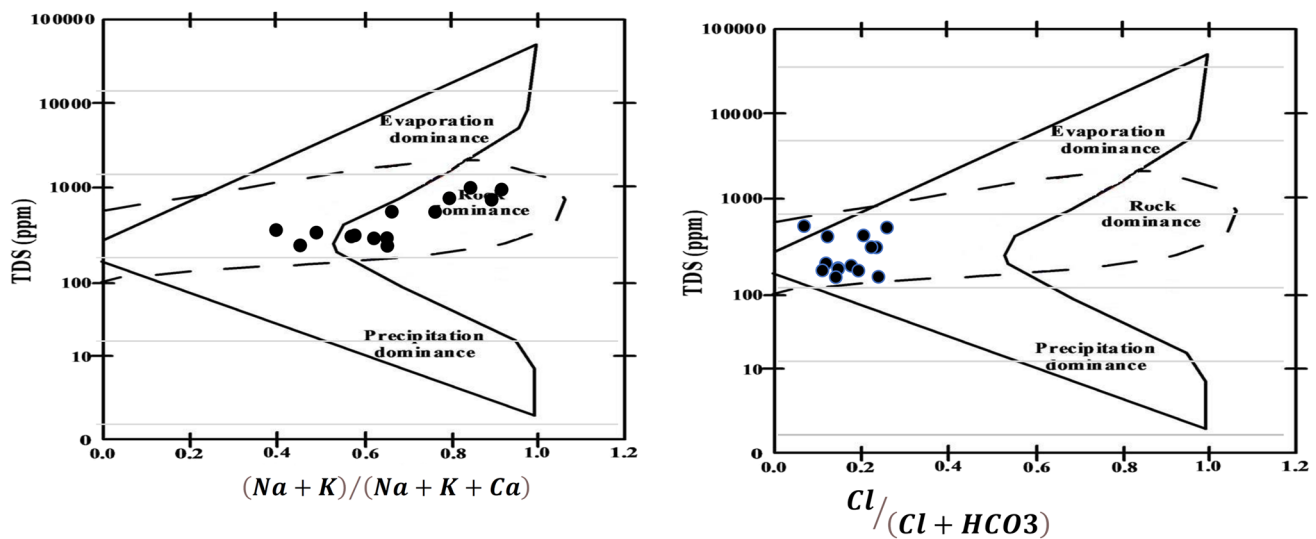 100000
10000
1000
100
10
0
TDS (ppm)
Evaporation
dominance
Rock
dominance
Precipitation
dominance
0.0 0.2 0.4 0.6 0.8 1.0 1.2
(Na + K)/(Na + K + Ca)
100000
10000
1000
100
10
0
TDS (ppm)
Evaporation
dominance
Rock
dominance
Precipitation
dominance
0.0 0.2 0.4 0.6 0.8 1.0 1.2
Cl/(Cl + HCO3)